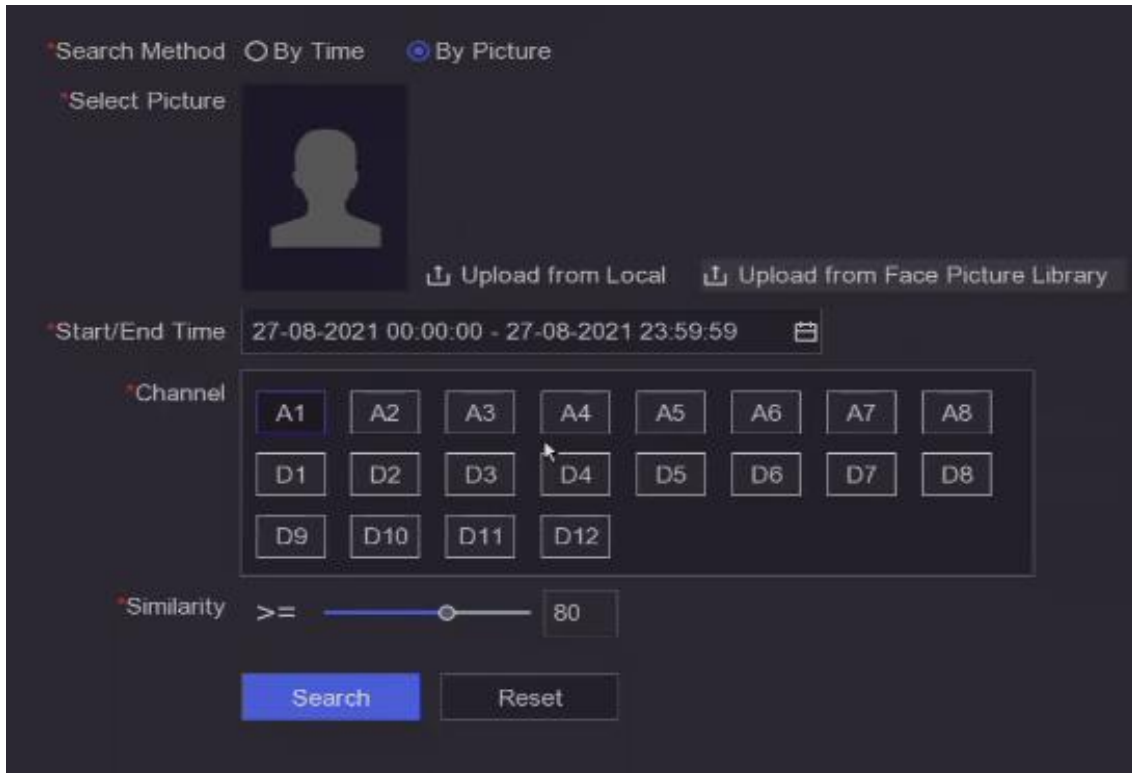 *Search Method By Time By Picture
*Select Picture
Upload from Local Upload from Face Picture Library
*Start/End Time 27-08-2021 00:00:00 - 27-08-2021 23:59:59
*Channel
A1 A2 A3 A4 A5 A6 A7 A8
D1 D2 D3 D4 D5 D6 D7 D8
D9 D10 D11 D12
*Similarity >= 80
Search Reset